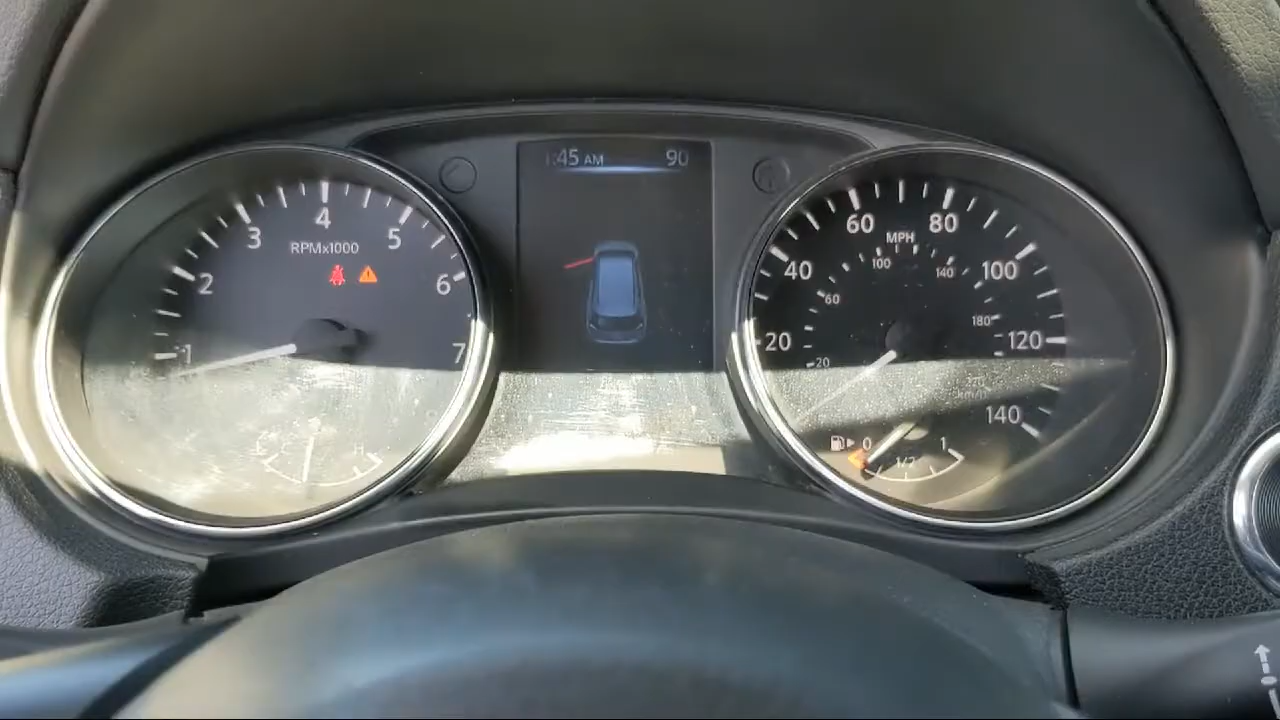 1:45 AM 90
1 2 3 4 5 6 7
RPMx1000
C H
20 40 60 80 100 120 140
MPH
20 60 100 140 180
0 1/2 1